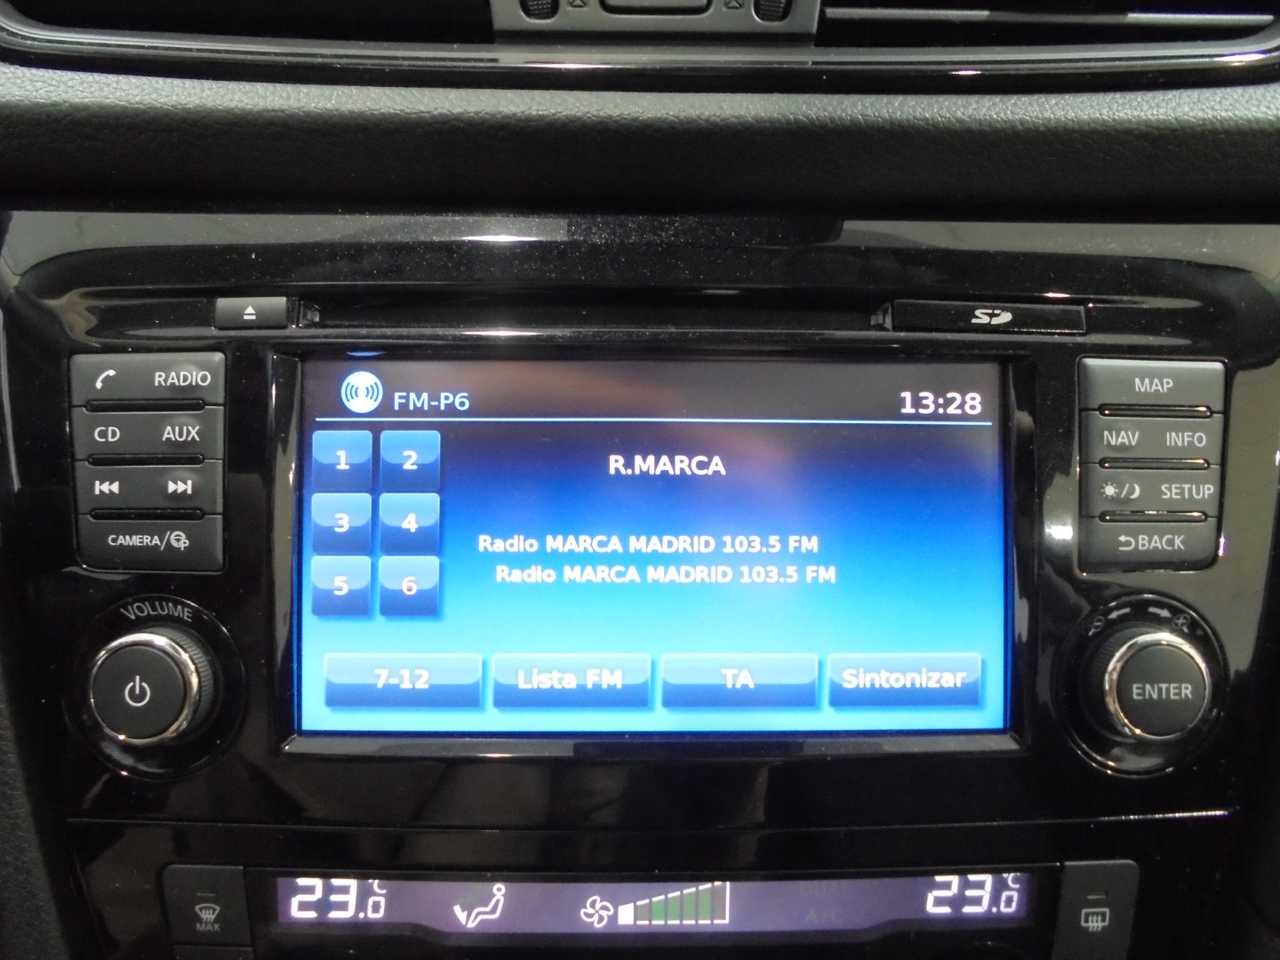 SD
RADIO
CD AUX
CAMERA/P
VOLUME
FM-P6 13:28
1 2
R.MARCA
3 4
Radio MARCA MADRID 103.5 FM
5 6
Radio MARCA MADRID 103.5 FM
7-12 Lista FM TA Sintonizar
MAP
NAV INFO
SETUP
BACK
ENTER
23.0 °C
A/C
23.0 °C
MAX